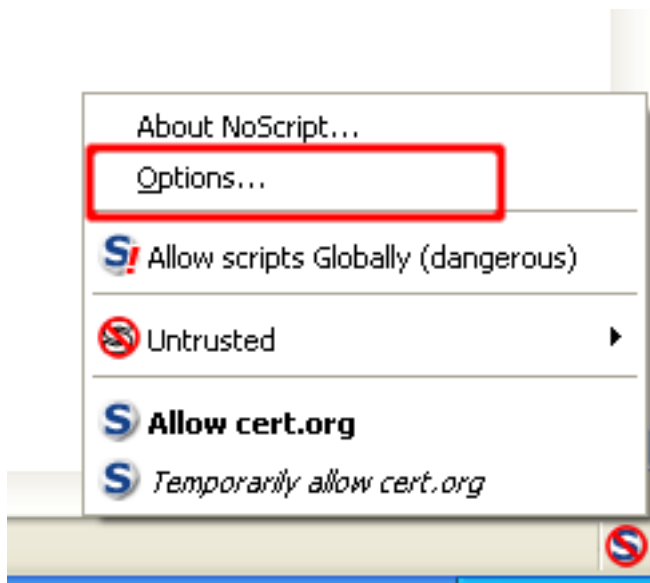 About NoScript...
Options...
Allow scripts Globally (dangerous)
Untrusted
Allow cert.org
Temporarily allow cert.org